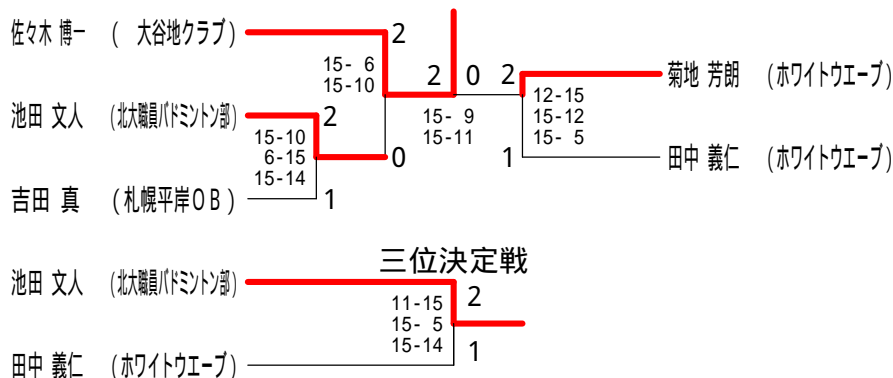 佐々木 博一 ( 大谷地クラブ) 2
15- 6
15-10
2 0 2
菊地 芳朗 (ホワイトウエーブ)
12-15
15-12
15- 5
池田 文人 (北大職員バドミントン部) 2
15- 9
15-11
15-10
6-15
15-14
0 1
田中 義仁 (ホワイトウエーブ)
吉田 真 (札幌平岸OB) 1
三位決定戦
池田 文人 (北大職員バドミントン部) 2
11-15
15- 5
15-14
田中 義仁 (ホワイトウエーブ) 1